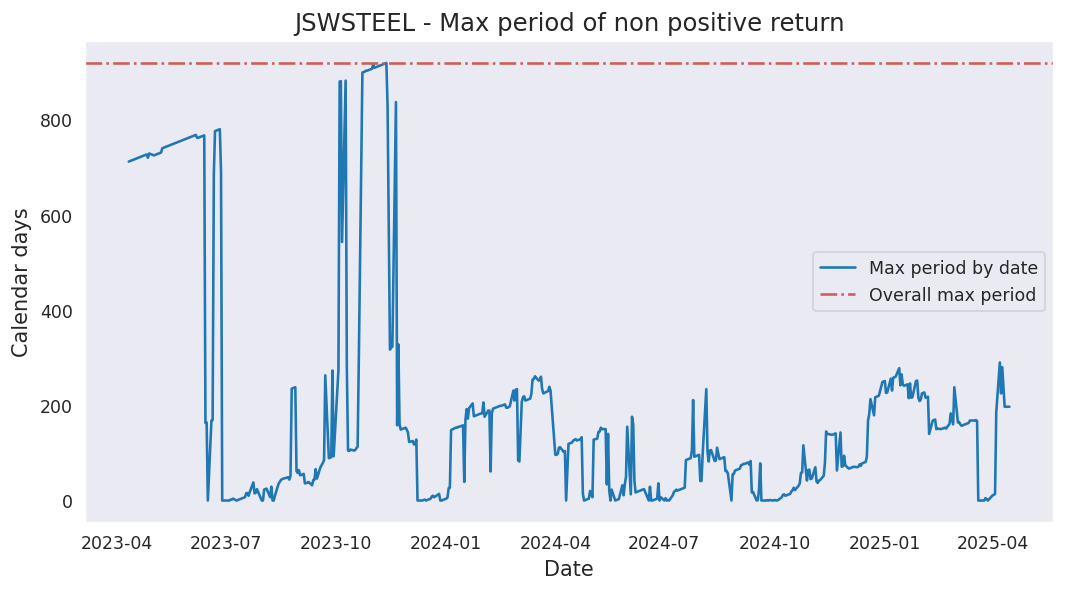 JSWSTEEL - Max period of non positive return
Calendar days
800
600
400
200
0
Max period by date
Overall max period
2023-04 2023-07 2023-10 2024-01 2024-04 2024-07 2024-10 2025-01 2025-04
Date